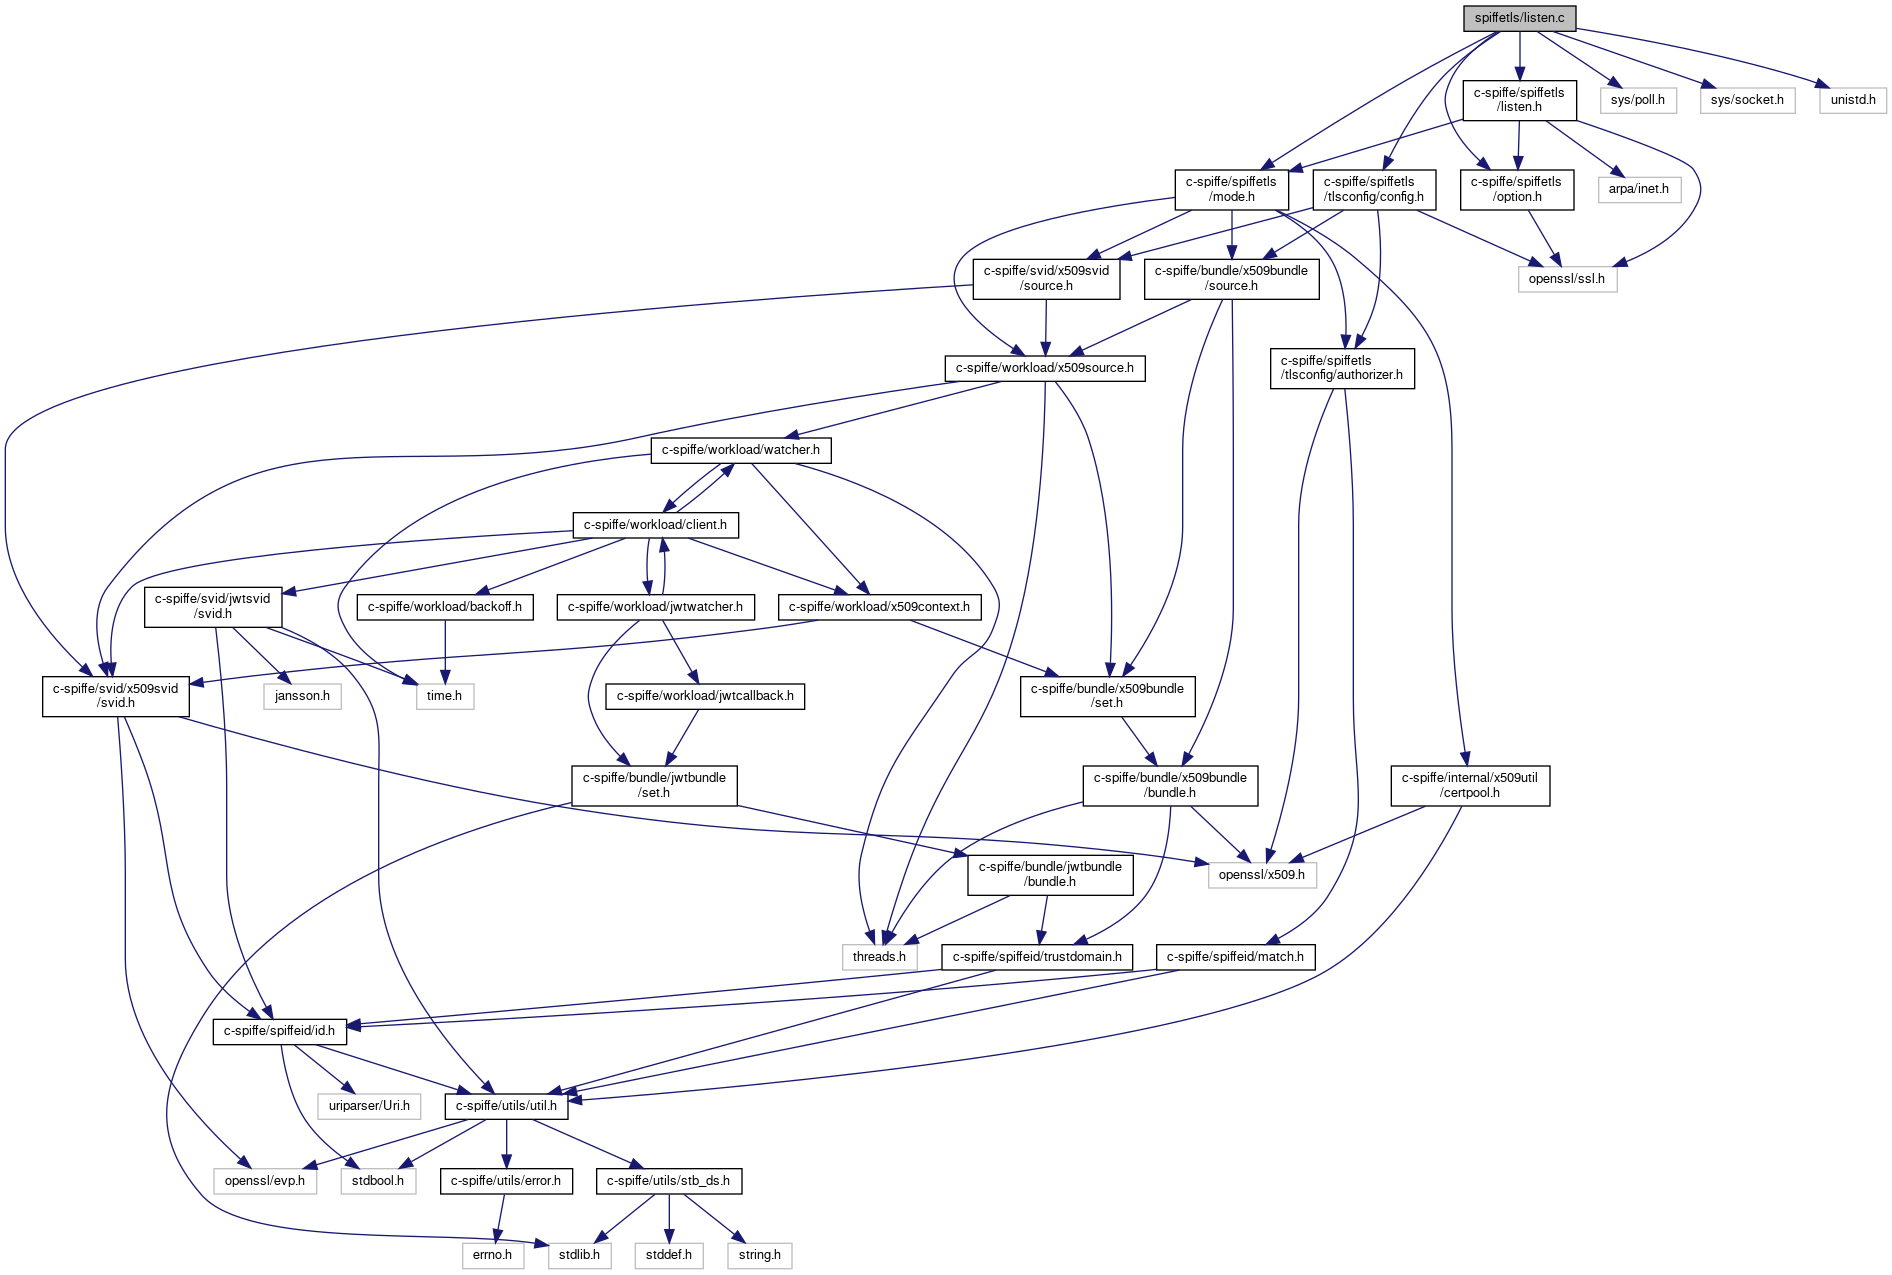 spiffetls/listen.c
c-spiffe/spiffetls
/listen.h
sys/poll.h
sys/socket.h
unistd.h
c-spiffe/spiffetls
/mode.h
c-spiffe/spiffetls
/tlsconfig/config.h
c-spiffe/spiffetls
/option.h
arpa/inet.h
c-spiffe/svid/x509svid
/source.h
c-spiffe/bundle/x509bundle
/source.h
openssl/ssl.h
c-spiffe/workload/x509source.h
c-spiffe/spiffetls
/tlsconfig/authorizer.h
c-spiffe/workload/watcher.h
c-spiffe/workload/client.h
c-spiffe/svid/jwtsvid
/svid.h
c-spiffe/workload/backoff.h
c-spiffe/workload/jwtwatcher.h
c-spiffe/workload/x509context.h
c-spiffe/svid/x509svid
/svid.h
jansson.h
time.h
c-spiffe/workload/jwtcallback.h
c-spiffe/bundle/x509bundle
/set.h
c-spiffe/bundle/jwtbundle
/set.h
c-spiffe/bundle/x509bundle
/bundle.h
c-spiffe/internal/x509util
/certpool.h
c-spiffe/bundle/jwtbundle
/bundle.h
openssl/x509.h
threads.h
c-spiffe/spiffeid/trustdomain.h
c-spiffe/spiffeid/match.h
c-spiffe/spiffeid/id.h
uriparser/Uri.h
c-spiffe/utils/util.h
openssl/evp.h
stdbool.h
c-spiffe/utils/error.h
c-spiffe/utils/stb_ds.h
errno.h
stdlib.h
stddef.h
string.h